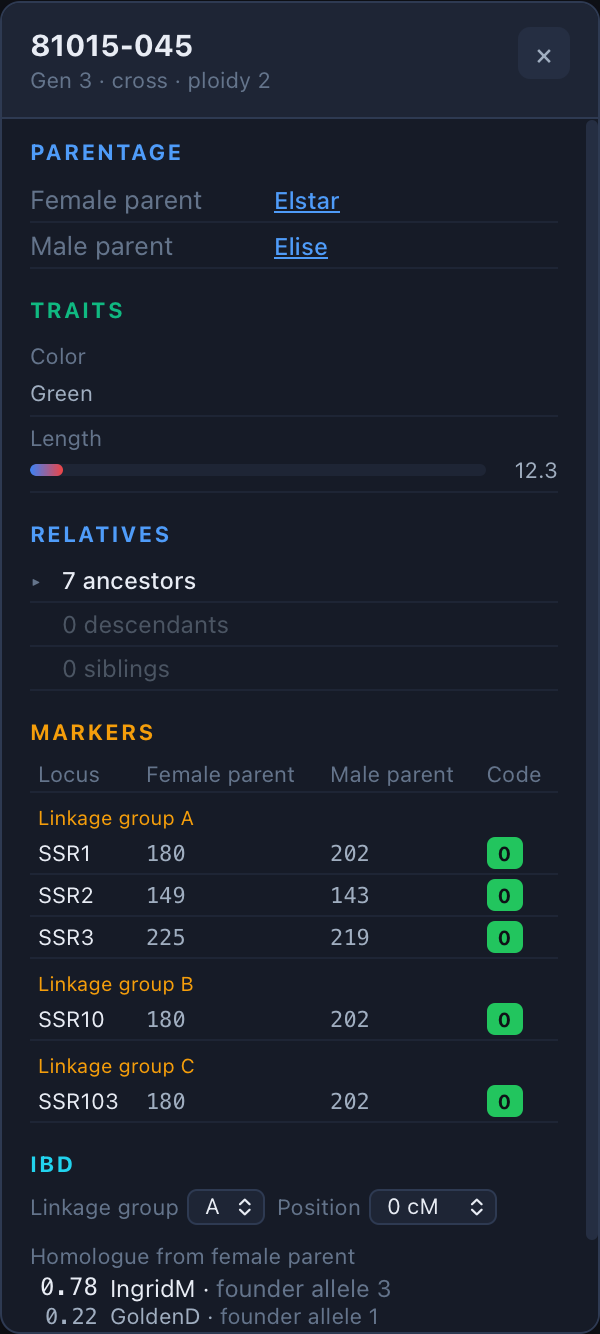 81015-045
Gen 3 · cross · ploidy 2
×
PARENTAGE
Female parent Elstar
Male parent Elise
TRAITS
Color
Green
Length
12.3
RELATIVES
▸ 7 ancestors
0 descendants
0 siblings
MARKERS
Locus Female parent Male parent Code
Linkage group A
SSR1 180 202 0
SSR2 149 143 0
SSR3 225 219 0
Linkage group B
SSR10 180 202 0
Linkage group C
SSR103 180 202 0
IBD
Linkage group A Position 0 cM
Homologue from female parent
0.78 IngridM · founder allele 3
0.22 GoldenD · founder allele 1